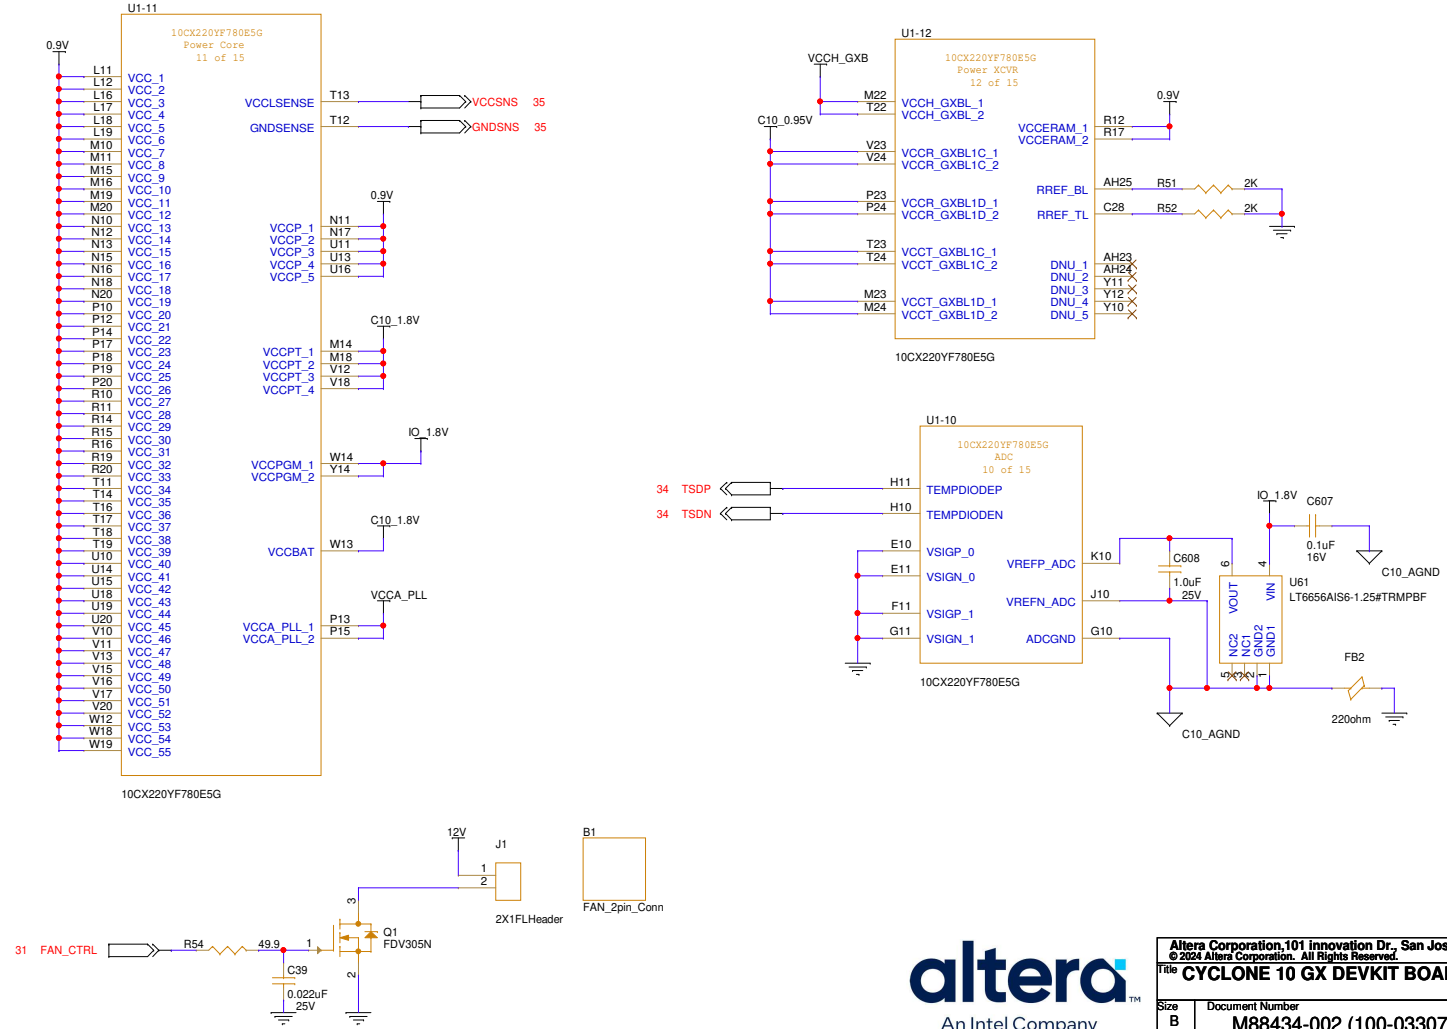 U1-11
10CX220YF780E5G
Power Core
11 of 15
0.9V
L11 VCC_1
L12 VCC_2
L16 VCC_3
L17 VCC_4
L18 VCC_5
L19 VCC_6
M10 VCC_7
M11 VCC_8
M15 VCC_9
M16 VCC_10
M19 VCC_11
M20 VCC_12
N10 VCC_13
N12 VCC_14
N13 VCC_15
N15 VCC_16
N16 VCC_17
N18 VCC_18
N20 VCC_19
P10 VCC_20
P12 VCC_21
P14 VCC_22
P17 VCC_23
P18 VCC_24
P19 VCC_25
P20 VCC_26
R10 VCC_27
R11 VCC_28
R14 VCC_29
R15 VCC_30
R16 VCC_31
R19 VCC_32
R20 VCC_33
T11 VCC_34
T14 VCC_35
T16 VCC_36
T17 VCC_37
T18 VCC_38
T19 VCC_39
U10 VCC_40
U14 VCC_41
U15 VCC_42
U18 VCC_43
U19 VCC_44
U20 VCC_45
V10 VCC_46
V11 VCC_47
V13 VCC_48
V15 VCC_49
V16 VCC_50
V17 VCC_51
V20 VCC_52
W12 VCC_53
W18 VCC_54
W19 VCC_55
VCCLSENSE T13 VCCSNS 35
GNDSENSE T12 GNDSNS 35
0.9V
VCCP_1 N11
VCCP_2 N17
VCCP_3 U11
VCCP_4 U13
VCCP_5 U16
C10_1.8V
VCCPT_1 M14
VCCPT_2 M18
VCCPT_3 V12
VCCPT_4 V18
IO_1.8V
VCCPGM_1 W14
VCCPGM_2 Y14
C10_1.8V
VCCBAT W13
VCCA_PLL
VCCA_PLL_1 P13
VCCA_PLL_2 P15
10CX220YF780E5G
U1-12
10CX220YF780E5G
Power XCVR
12 of 15
VCCH_GXB
M22 VCCH_GXBL_1
T22 VCCH_GXBL_2
C10_0.95V
V23 VCCR_GXBL1C_1
V24 VCCR_GXBL1C_2
P23 VCCR_GXBL1D_1
P24 VCCR_GXBL1D_2
T23 VCCT_GXBL1C_1
T24 VCCT_GXBL1C_2
M23 VCCT_GXBL1D_1
M24 VCCT_GXBL1D_2
0.9V
VCCERAM_1 R12
VCCERAM_2 R17
RREF_BL AH25 R51 2K
RREF_TL C28 R52 2K
DNU_1 AH23
DNU_2 AH24
DNU_3 Y11
DNU_4 Y12
DNU_5 Y10
10CX220YF780E5G
U1-10
10CX220YF780E5G
ADC
10 of 15
34 TSDP H11 TEMPDIODEP
34 TSDN H10 TEMPDIODEN
E10 VSIGP_0
E11 VSIGN_0
F11 VSIGP_1
G11 VSIGN_1
VREFP_ADC K10
VREFN_ADC J10
ADCGND G10
10CX220YF780E5G
C608
1.0uF
25V
IO_1.8V
C607
0.1uF
16V
C10_AGND
U61
LT6656AIS6-1.25#TRMPBF
6 VOUT
4 VIN
5 NC2
3 NC1
2 GND2
1 GND1
FB2
220ohm
C10_AGND
12V
J1
1
2
2X1FLHeader
B1
FAN_2pin_Conn
31 FAN_CTRL
R54 49.9
C39
0.022uF
25V
1
3
2
Q1
FDV305N
altera™
An Intel Company
Altera Corporation,101 innovation Dr., San Jos
© 2024 Altera Corporation. All Rights Reserved.
Title CYCLONE 10 GX DEVKIT BOA
Size Document Number
B M88434-002 (100-03307